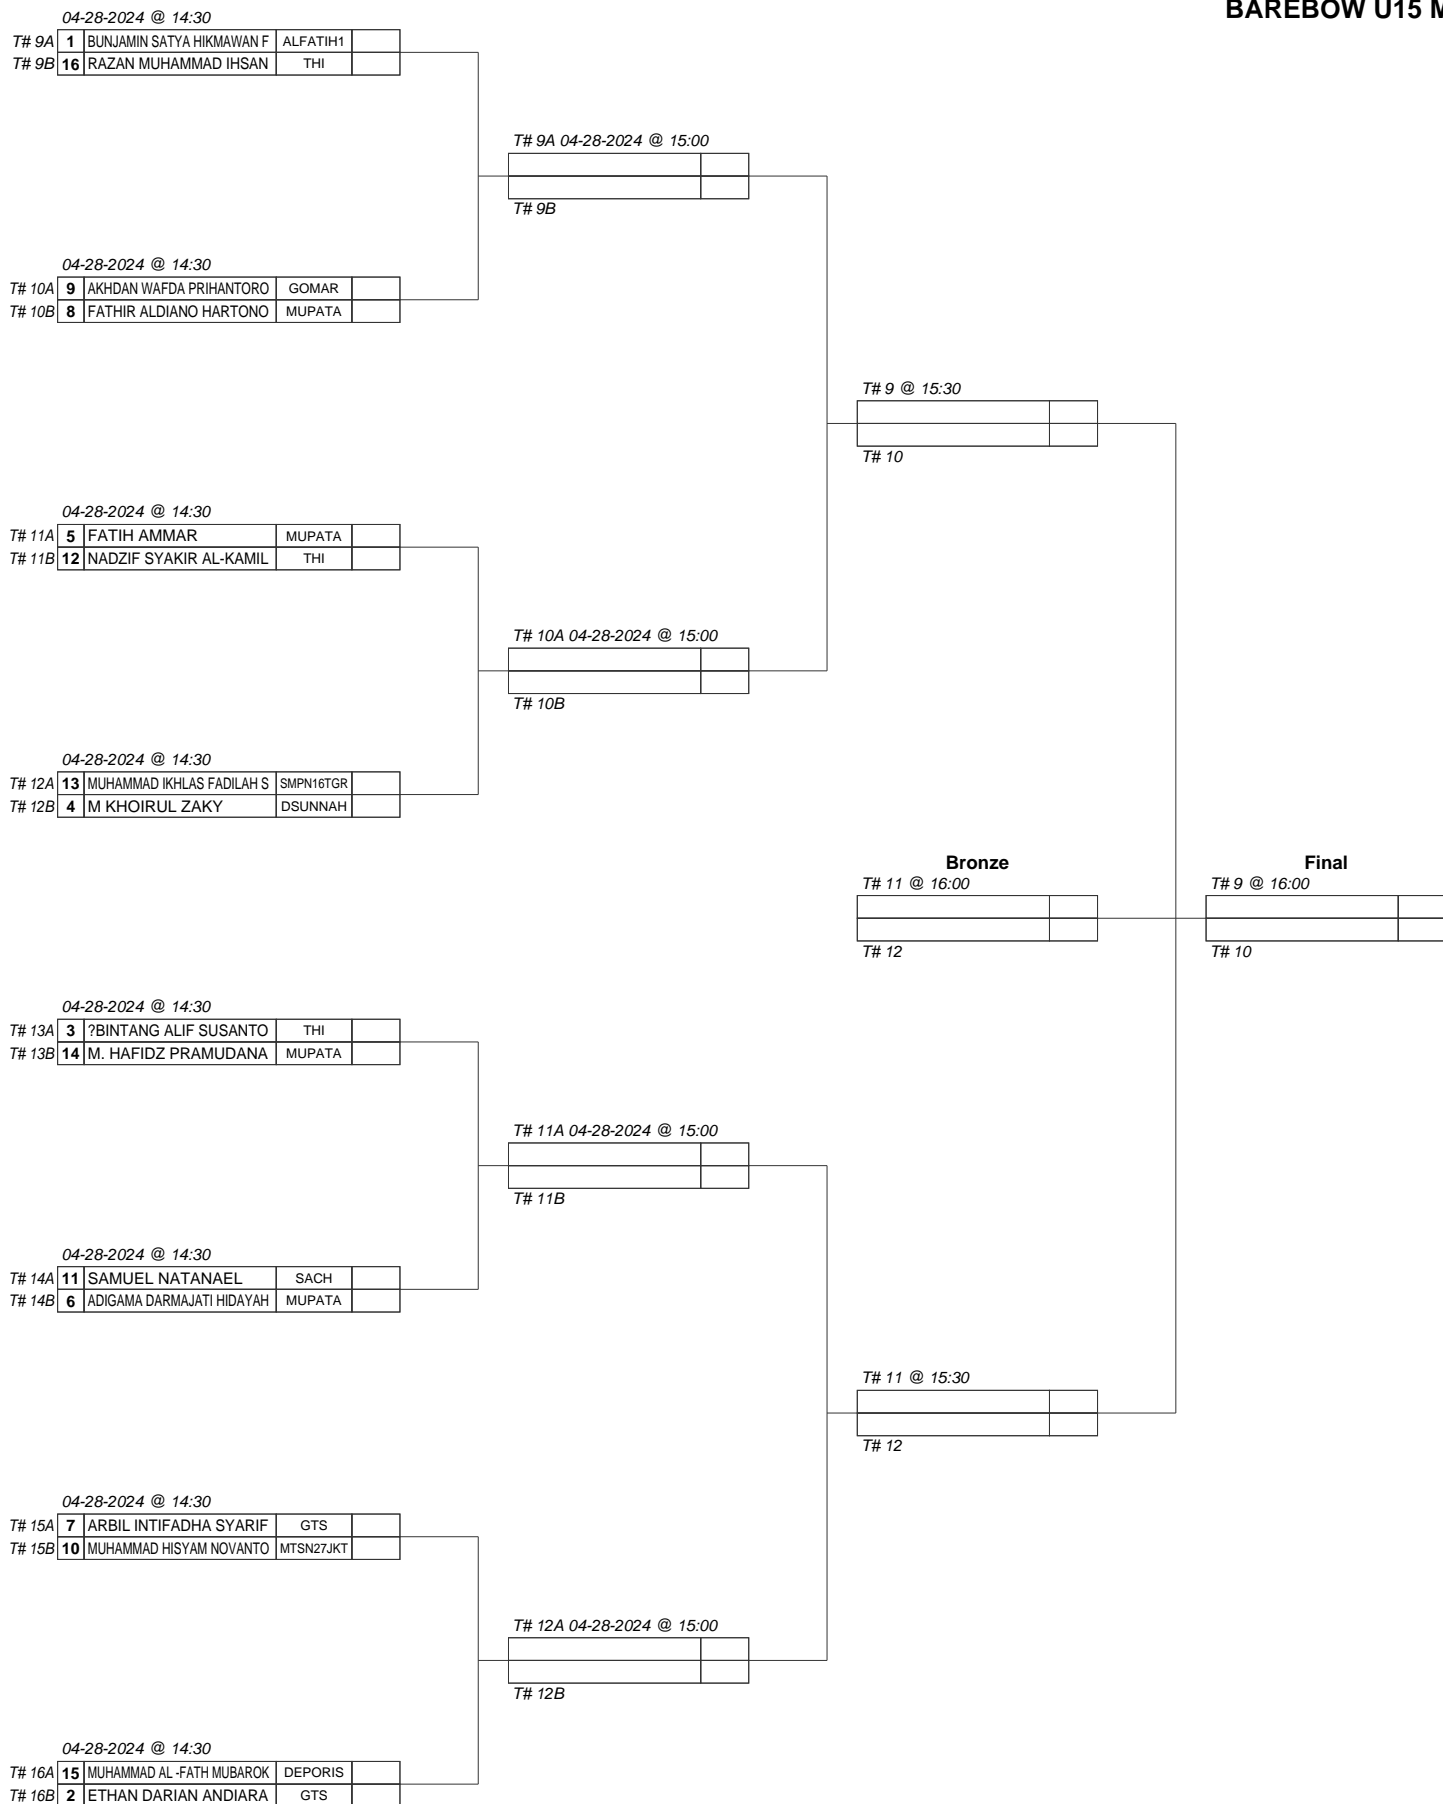 BAREBOW U15 M
04-28-2024 @ 14:30
T# 9A 1 BUNJAMIN SATYA HIKMAWAN F ALFATIH1
T# 9B 16 RAZAN MUHAMMAD IHSAN THI
T# 9A 04-28-2024 @ 15:00
T# 9B
04-28-2024 @ 14:30
T# 10A 9 AKHDAN WAFDA PRIHANTORO GOMAR
T# 10B 8 FATHIR ALDIANO HARTONO MUPATA
T# 9 @ 15:30
T# 10
04-28-2024 @ 14:30
T# 11A 5 FATIH AMMAR MUPATA
T# 11B 12 NADZIF SYAKIR AL-KAMIL THI
T# 10A 04-28-2024 @ 15:00
T# 10B
04-28-2024 @ 14:30
T# 12A 13 MUHAMMAD IKHLAS FADILAH S SMPN16TGR
T# 12B 4 M KHOIRUL ZAKY DSUNNAH
Bronze Final
T# 11 @ 16:00 T# 9 @ 16:00
T# 12 T# 10
04-28-2024 @ 14:30
T# 13A 3 ?BINTANG ALIF SUSANTO THI
T# 13B 14 M. HAFIDZ PRAMUDANA MUPATA
T# 11A 04-28-2024 @ 15:00
T# 11B
04-28-2024 @ 14:30
T# 14A 11 SAMUEL NATANAEL SACH
T# 14B 6 ADIGAMA DARMAJATI HIDAYAH MUPATA
T# 11 @ 15:30
T# 12
04-28-2024 @ 14:30
T# 15A 7 ARBIL INTIFADHA SYARIF GTS
T# 15B 10 MUHAMMAD HISYAM NOVANTO MTSN27JKT
T# 12A 04-28-2024 @ 15:00
T# 12B
04-28-2024 @ 14:30
T# 16A 15 MUHAMMAD AL -FATH MUBAROK DEPORIS
T# 16B 2 ETHAN DARIAN ANDIARA GTS